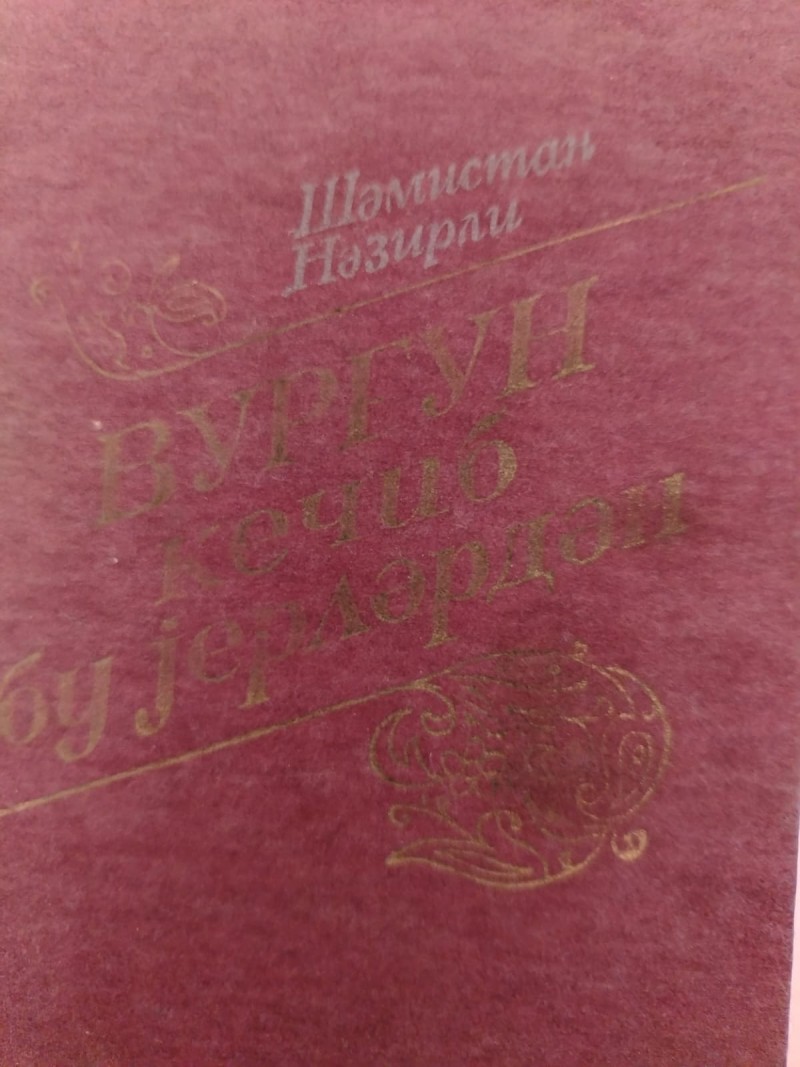 Шәмистан
Нәзирли
ВУРҒУН
кечиб
бу јерләрдән